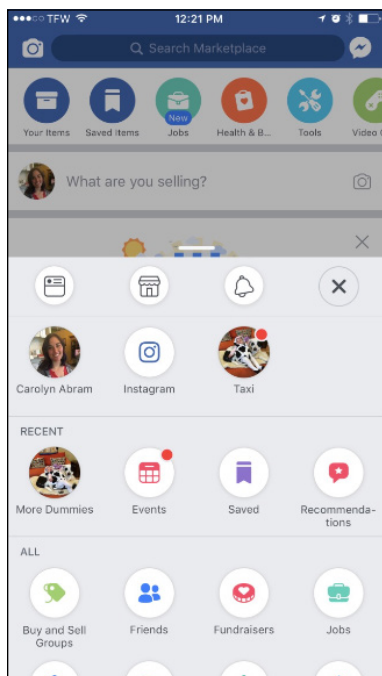 TFW 12:21 PM
Search Marketplace
Your Items Saved Items Jobs Health & B... Tools Video
New
What are you selling?
Carolyn Abram Instagram Taxi
RECENT
More Dummies Events Saved Recommenda-
tions
ALL
Buy and Sell Friends Fundraisers Jobs
Groups